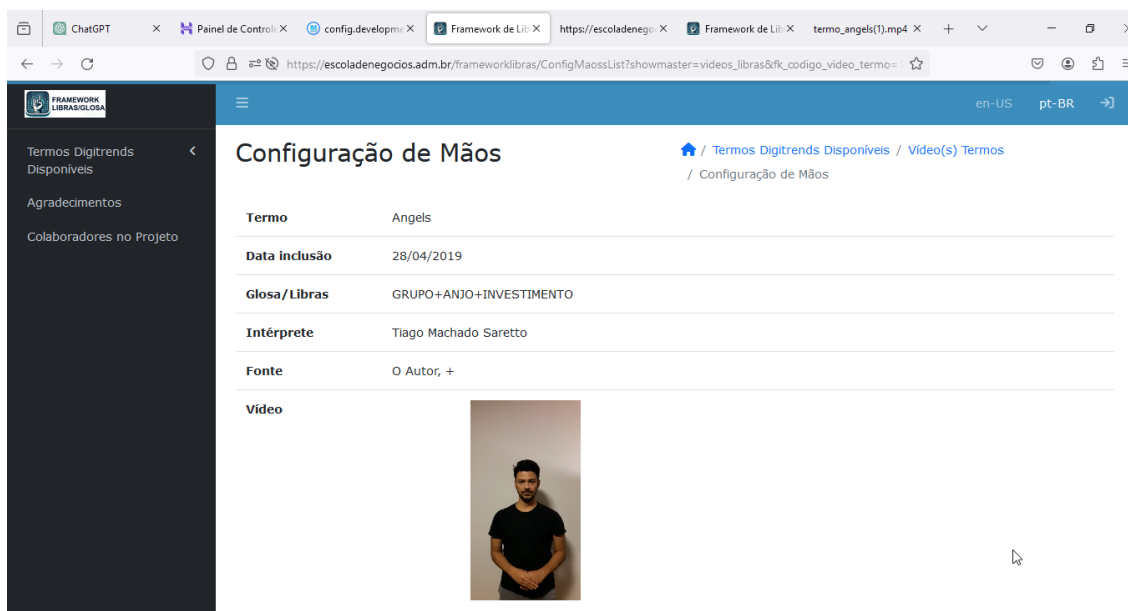 ChatGPT
Painel de Controle
config.developme
Framework de Lib
https://escoladenego
Framework de Lib
termo_angels(1).mp4
https://escoladenegocios.adm.br/frameworklibras/ConfigMaossList?showmaster=videos_libras&fk_codigo_video_termo=1
FRAMEWORK
LIBRAS/GLOSA
en-US pt-BR
Termos Digitrends
Disponíveis
Agradecimentos
Colaboradores no Projeto
Configuração de Mãos
/ Termos Digitrends Disponíveis / Vídeo(s) Termos
/ Configuração de Mãos
Termo Angels
Data inclusão 28/04/2019
Glosa/Libras GRUPO+ANJO+INVESTIMENTO
Intérprete Tiago Machado Saretto
Fonte O Autor, +
Vídeo